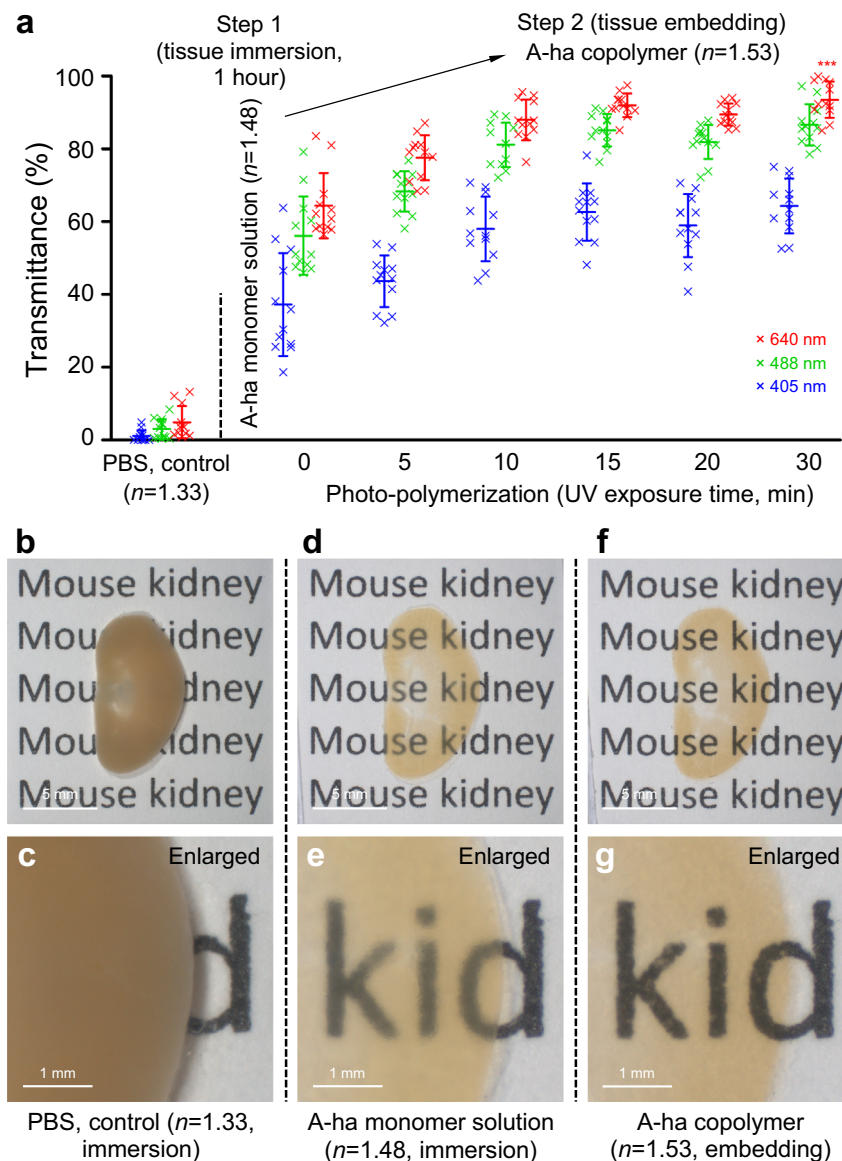 a
Step 1
(tissue immersion,
1 hour)
Step 2 (tissue embedding)
A-ha copolymer (n=1.53)
***
Transmittance (%)
100
80
60
40
20
0
A-ha monomer solution (n=1.48)
× 640 nm
× 488 nm
× 405 nm
PBS, control
(n=1.33)
0 5 10 15 20 30
Photo-polymerization (UV exposure time, min)
b
Mouse kidney
Mouse kidney
Mou dney
Mou kidney
Mouse kidney
5 mm
d
Mouse kidney
Mouse kidney
Mouse kidney
Mouse kidney
Mouse kidney
5 mm
f
Mouse kidney
Mouse kidney
Mouse kidney
Mouse kidney
Mouse kidney
5 mm
c
Enlarged
d
1 mm
e
Enlarged
kid
1 mm
g
Enlarged
kid
1 mm
PBS, control (n=1.33,
immersion)
A-ha monomer solution
(n=1.48, immersion)
A-ha copolymer
(n=1.53, embedding)